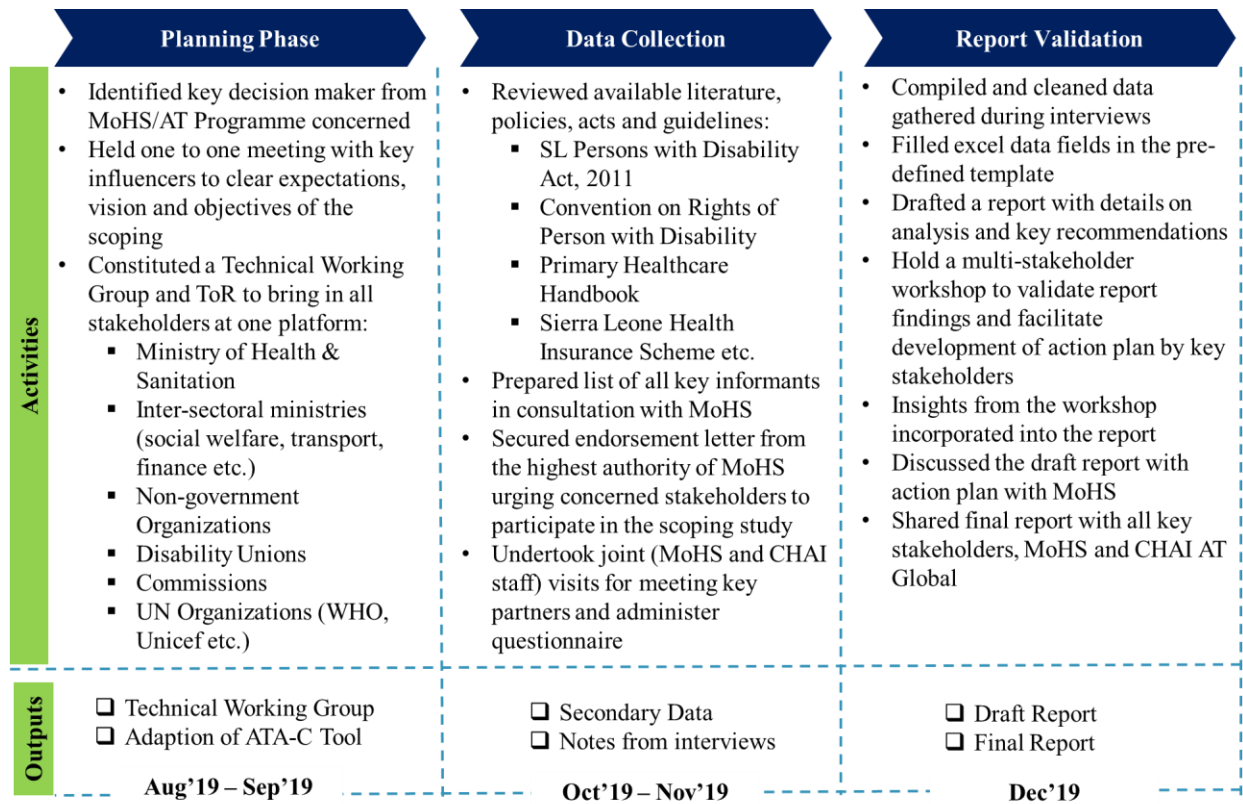 Planning Phase
Data Collection
Report Validation
Activities
• Identified key decision maker from
MoHS/AT Programme concerned
• Held one to one meeting with key
influencers to clear expectations,
vision and objectives of the
scoping
• Constituted a Technical Working
Group and ToR to bring in all
stakeholders at one platform:
▪ Ministry of Health &
Sanitation
▪ Inter-sectoral ministries
(social welfare, transport,
finance etc.)
▪ Non-government
Organizations
▪ Disability Unions
▪ Commissions
▪ UN Organizations (WHO,
Unicef etc.)
• Reviewed available literature,
policies, acts and guidelines:
▪ SL Persons with Disability
Act, 2011
▪ Convention on Rights of
Person with Disability
▪ Primary Healthcare
Handbook
▪ Sierra Leone Health
Insurance Scheme etc.
• Prepared list of all key informants
in consultation with MoHS
• Secured endorsement letter from
the highest authority of MoHS
urging concerned stakeholders to
participate in the scoping study
• Undertook joint (MoHS and CHAI
staff) visits for meeting key
partners and administer
questionnaire
• Compiled and cleaned data
gathered during interviews
• Filled excel data fields in the pre-
defined template
• Drafted a report with details on
analysis and key recommendations
• Hold a multi-stakeholder
workshop to validate report
findings and facilitate
development of action plan by key
stakeholders
• Insights from the workshop
incorporated into the report
• Discussed the draft report with
action plan with MoHS
• Shared final report with all key
stakeholders, MoHS and CHAI AT
Global
Outputs
❑ Technical Working Group
❑ Adaption of ATA-C Tool
Aug’19 – Sep’19
❑ Secondary Data
❑ Notes from interviews
Oct’19 – Nov’19
❑ Draft Report
❑ Final Report
Dec’19